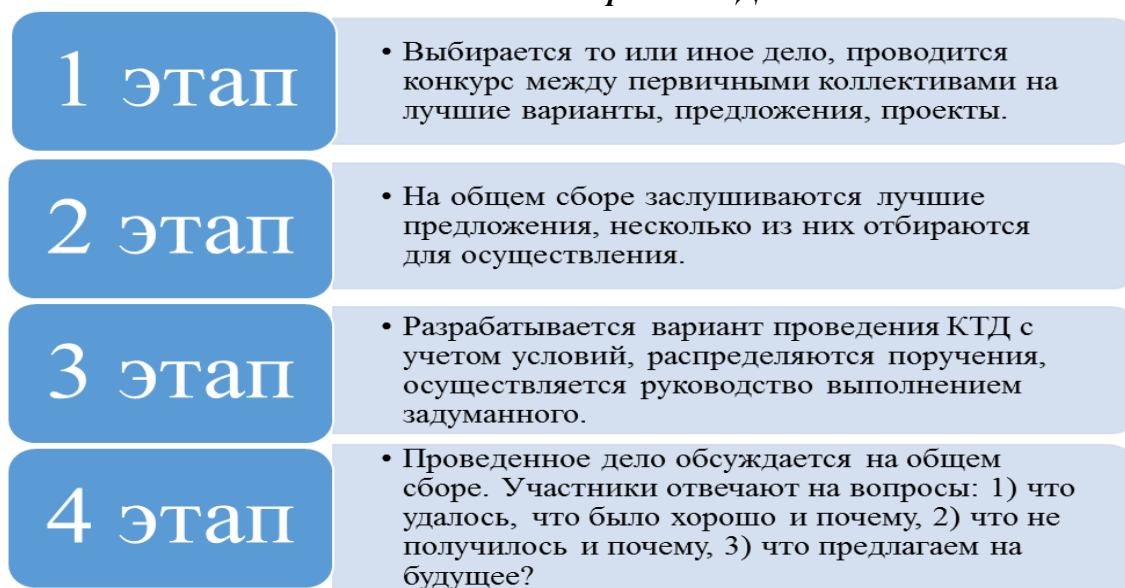 1 этап
• Выбирается то или иное дело, проводится
конкурс между первичными коллективами на
лучшие варианты, предложения, проекты.
2 этап
• На общем сборе заслушиваются лучшие
предложения, несколько из них отбираются
для осуществления.
3 этап
• Разрабатывается вариант проведения КТД с
учетом условий, распределяются поручения,
осуществляется руководство выполнением
задуманного.
4 этап
• Проведенное дело обсуждается на общем
сборе. Участники отвечают на вопросы: 1) что
удалось, что было хорошо и почему, 2) что не
получилось и почему, 3) что предлагаем на
будущее?